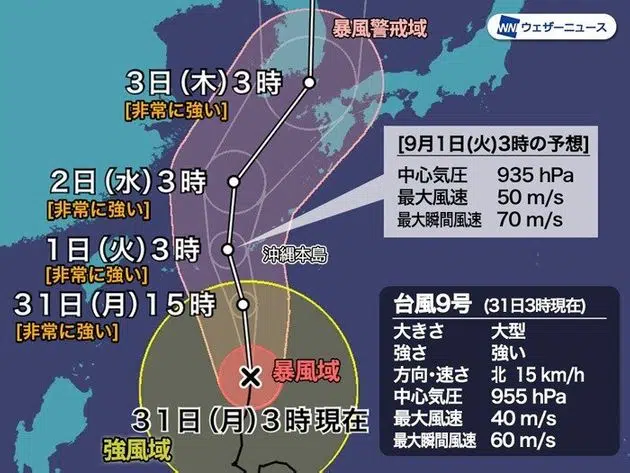 WN ウェザーニュース
暴風警戒域
3日(木)3時
[非常に強い]
[9月1日(火)3時の予想]
中心気圧 935 hPa
最大風速 50 m/s
最大瞬間風速 70 m/s
2日(水)3時
[非常に強い]
1日(火)3時
[非常に強い]
沖縄本島
31日(月)15時
[非常に強い]
台風9号 (31日3時現在)
大きさ 大型
強さ 強い
方向・速さ 北 15 km/h
中心気圧 955 hPa
最大風速 40 m/s
最大瞬間風速 60 m/s
暴風域
31日(月)3時現在
強風域